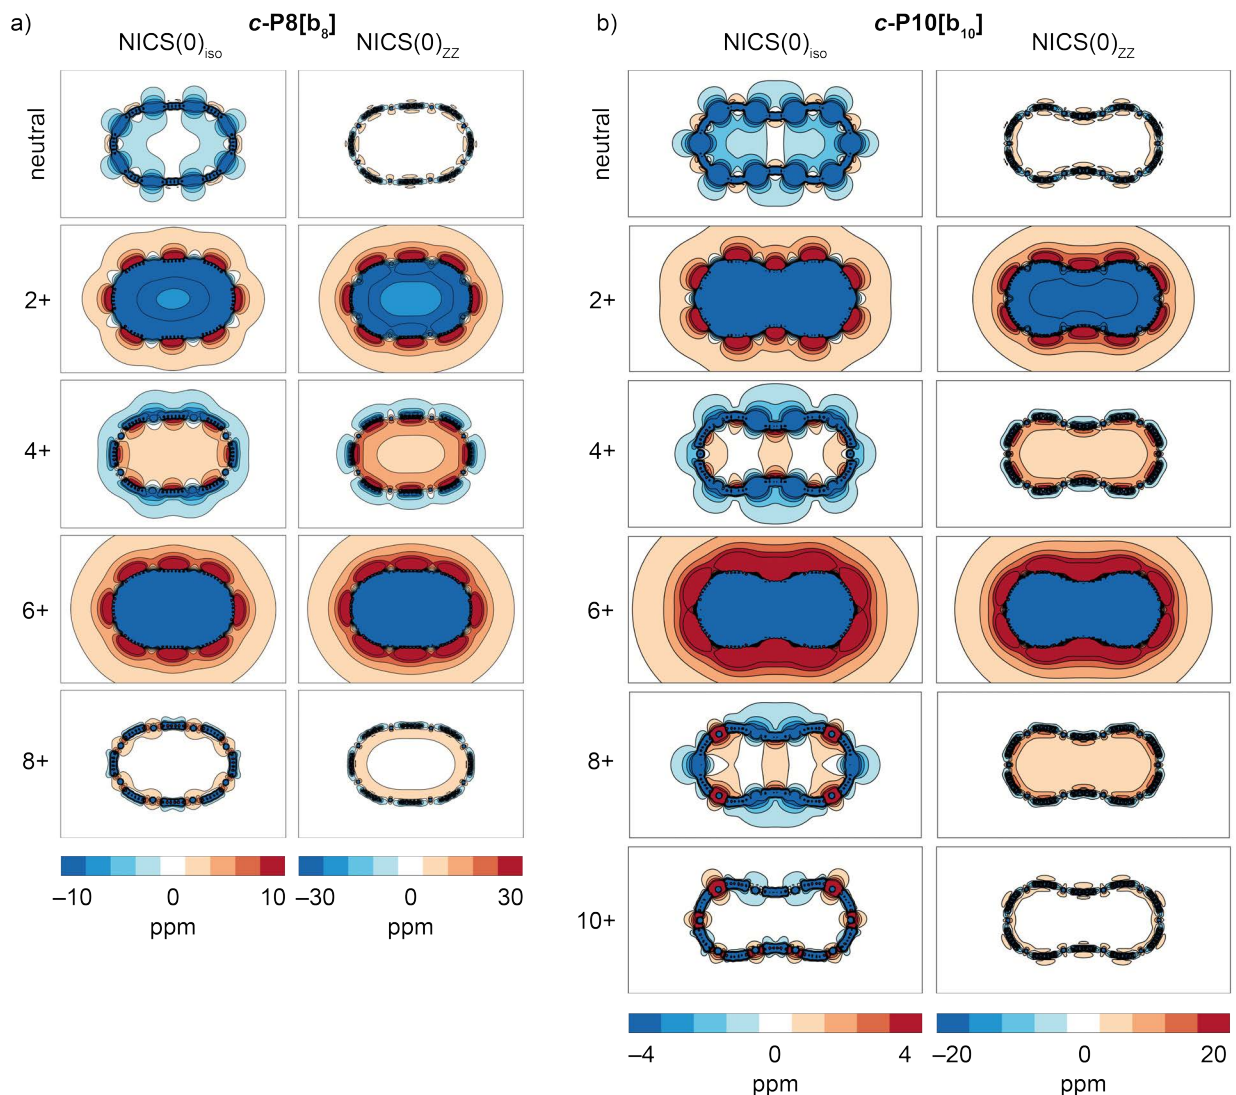 a)
c-P8[b8]
NICS(0)iso
NICS(0)ZZ
neutral
2+
4+
6+
8+
−10 0 10
ppm
−30 0 30
ppm
b)
c-P10[b10]
NICS(0)iso
NICS(0)ZZ
neutral
2+
4+
6+
8+
10+
−4 0 4
ppm
−20 0 20
ppm